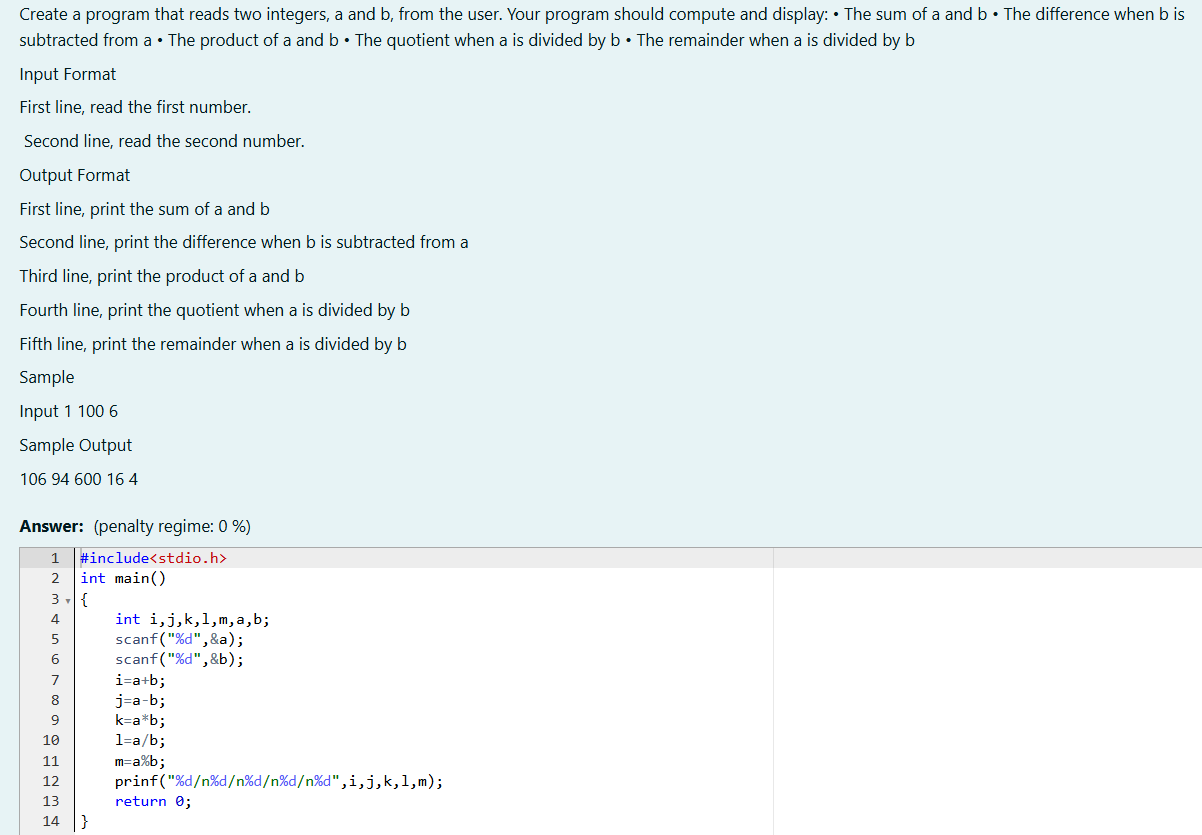 Create a program that reads two integers, a and b, from the user. Your program should compute and display: • The sum of a and b • The difference when b is
subtracted from a • The product of a and b • The quotient when a is divided by b • The remainder when a is divided by b
Input Format
First line, read the first number.
Second line, read the second number.
Output Format
First line, print the sum of a and b
Second line, print the difference when b is subtracted from a
Third line, print the product of a and b
Fourth line, print the quotient when a is divided by b
Fifth line, print the remainder when a is divided by b
Sample
Input 1 100 6
Sample Output
106 94 600 16 4
Answer: (penalty regime: 0 %)
1 #include<stdio.h>
2 int main()
3 {
4 int i,j,k,l,m,a,b;
5 scanf("%d",&a);
6 scanf("%d",&b);
7 i=a+b;
8 j=a-b;
9 k=a*b;
10 l=a/b;
11 m=a%b;
12 prinf("%d/n%d/n%d/n%d/n%d",i,j,k,l,m);
13 return 0;
14 }